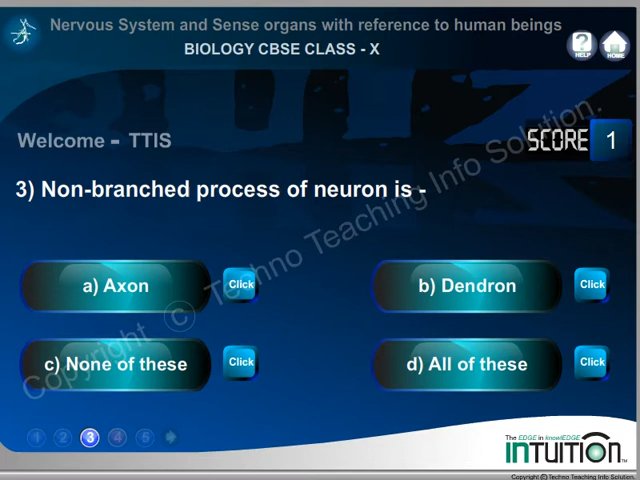 Nervous System and Sense organs with reference to human beings
BIOLOGY CBSE CLASS - X
?
HELP
HOME
Welcome - TTIS
SCORE 1
3) Non-branched process of neuron is -
a) Axon
Click
b) Dendron
Click
c) None of these
Click
d) All of these
Click
Copyright © Techno Teaching Info Solution.
1 2 3 4 5
The EDGE in knowlEDGE
INTUITION™
Copyright © Techno Teaching Info Solution.